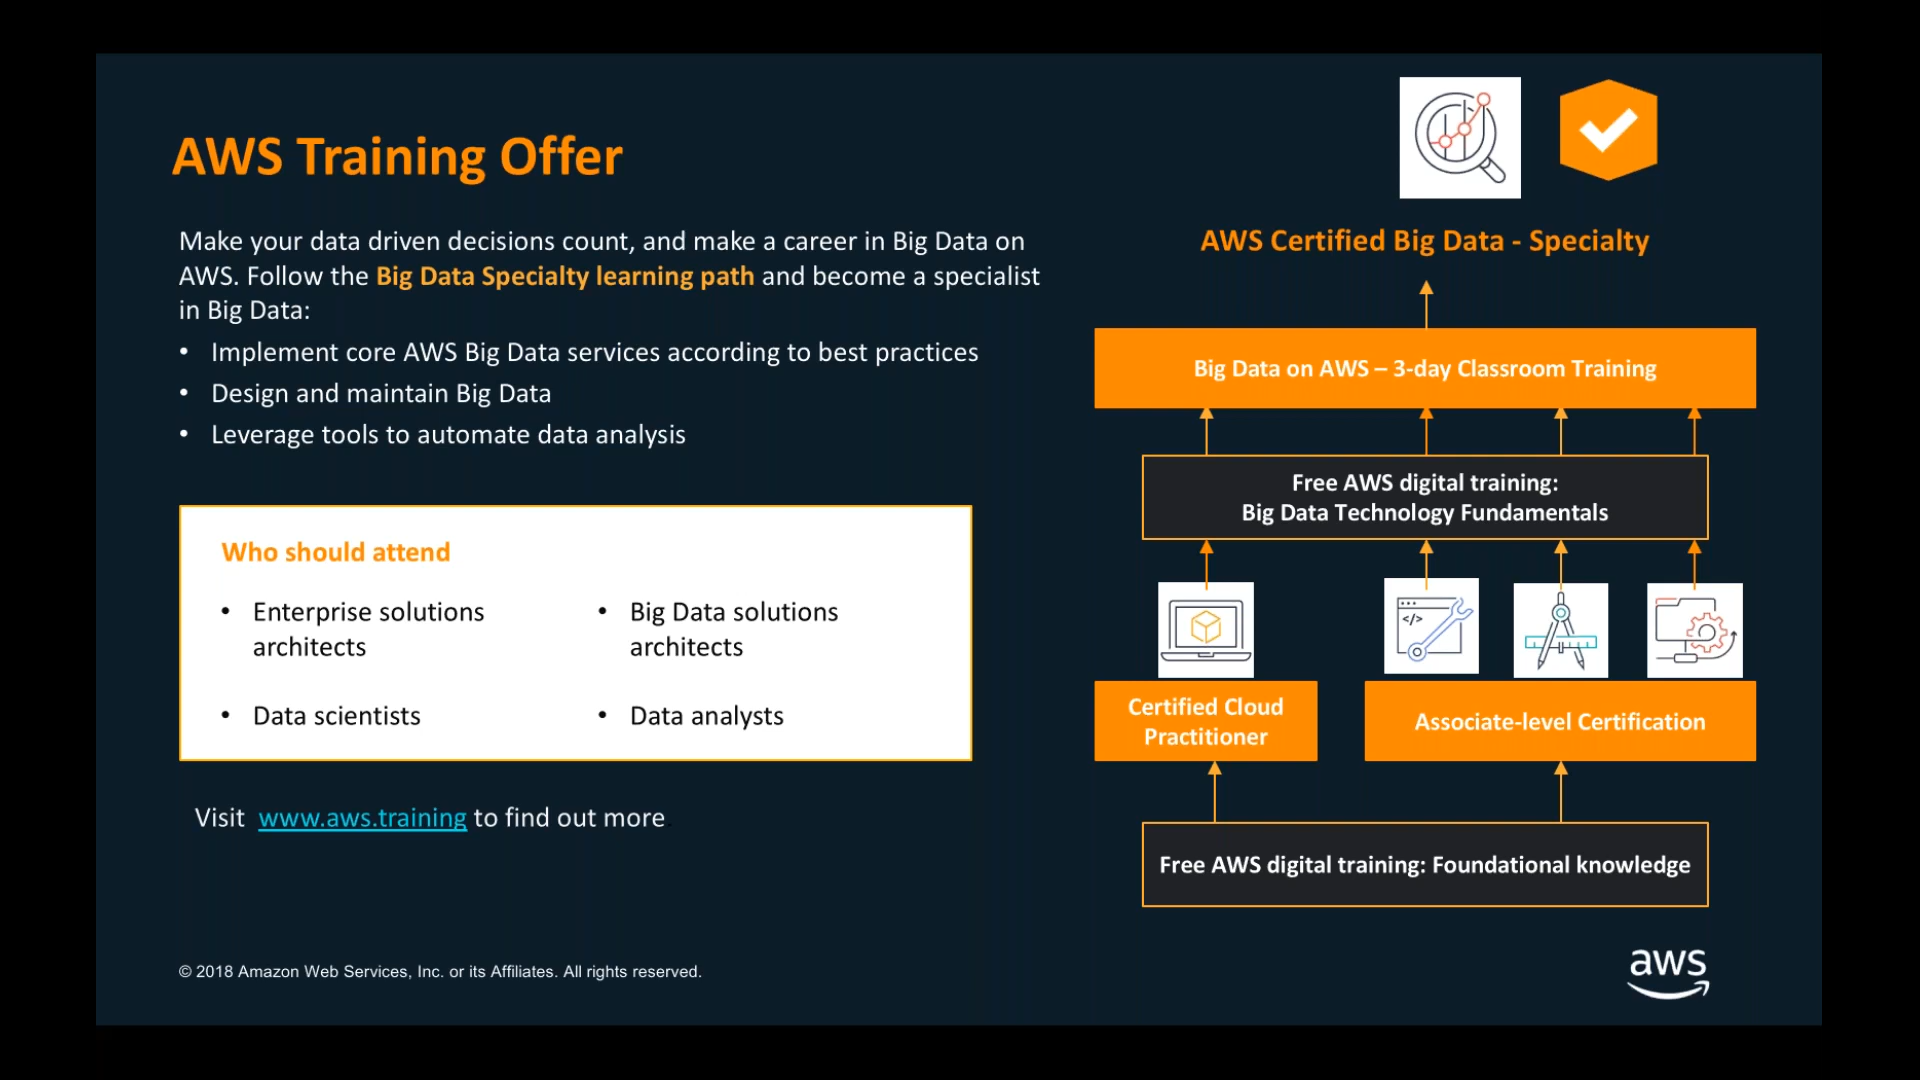 AWS Training Offer
Make your data driven decisions count, and make a career in Big Data on
AWS. Follow the Big Data Specialty learning path and become a specialist
in Big Data:
• Implement core AWS Big Data services according to best practices
• Design and maintain Big Data
• Leverage tools to automate data analysis
Who should attend
• Enterprise solutions
architects
• Data scientists
• Big Data solutions
architects
• Data analysts
Visit www.aws.training to find out more
AWS Certified Big Data - Specialty
Big Data on AWS – 3-day Classroom Training
Free AWS digital training:
Big Data Technology Fundamentals
</>
Certified Cloud
Practitioner
Associate-level Certification
Free AWS digital training: Foundational knowledge
© 2018 Amazon Web Services, Inc. or its Affiliates. All rights reserved.
aws